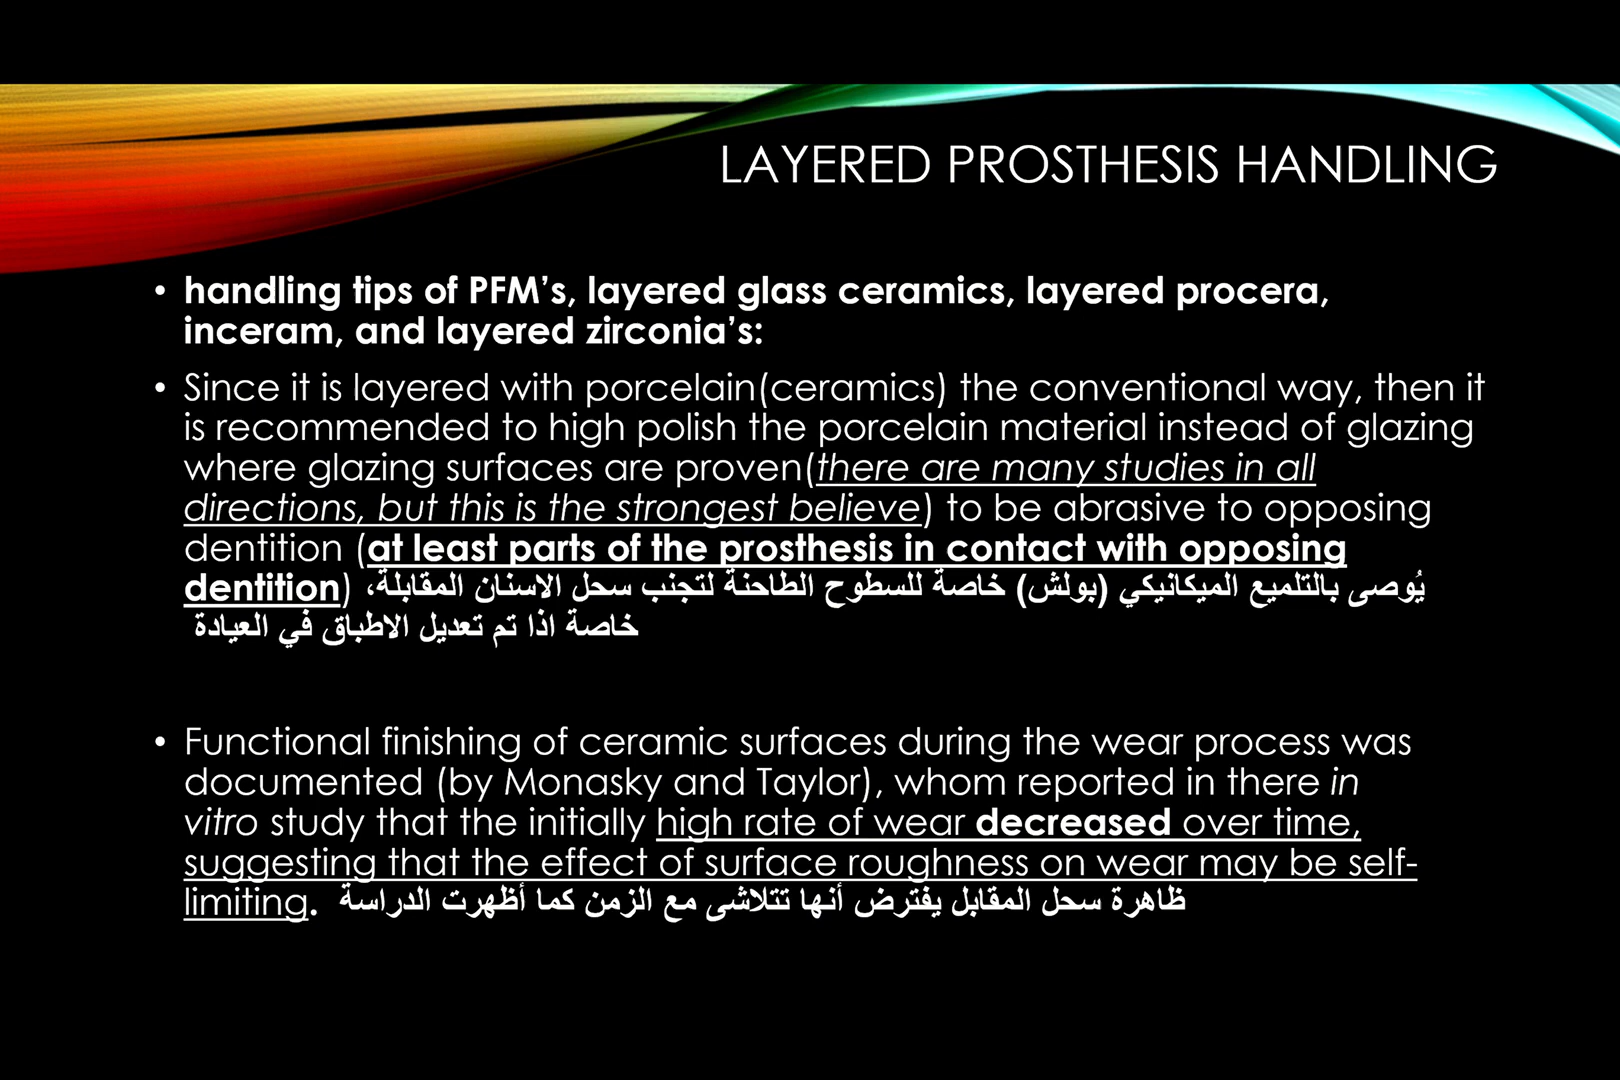 LAYERED PROSTHESIS HANDLING
• handling tips of PFM’s, layered glass ceramics, layered procera,
inceram, and layered zirconia’s:
• Since it is layered with porcelain(ceramics) the conventional way, then it
is recommended to high polish the porcelain material instead of glazing
where glazing surfaces are proven(there are many studies in all
directions, but this is the strongest believe) to be abrasive to opposing
dentition (at least parts of the prosthesis in contact with opposing
dentition) يُوصى بالتلميع الميكانيكي (بولش) خاصة للسطوح الطاحنة لتجنب سحل الاسنان المقابلة،
خاصة اذا تم تعديل الاطباق في العيادة
• Functional finishing of ceramic surfaces during the wear process was
documented (by Monasky and Taylor), whom reported in there in
vitro study that the initially high rate of wear decreased over time,
suggesting that the effect of surface roughness on wear may be self-
limiting. ظاهرة سحل المقابل يفترض أنها تتلاشى مع الزمن كما أظهرت الدراسة